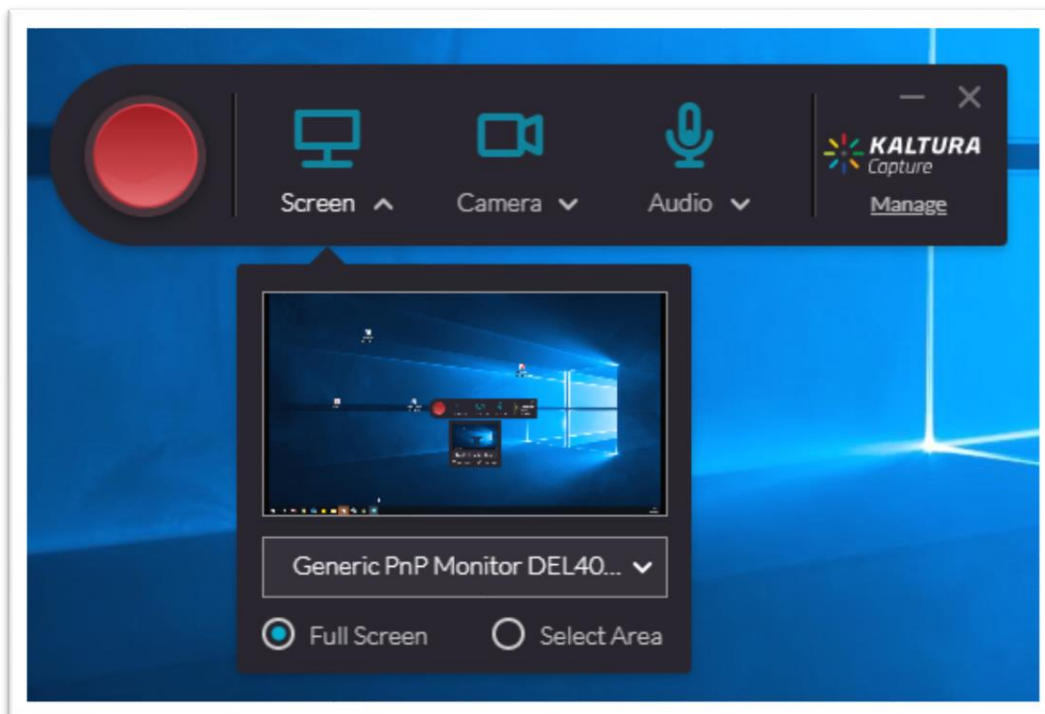 KALTURA
Capture
Screen Camera Audio
Manage
Generic PnP Monitor DEL40...
Full Screen Select Area